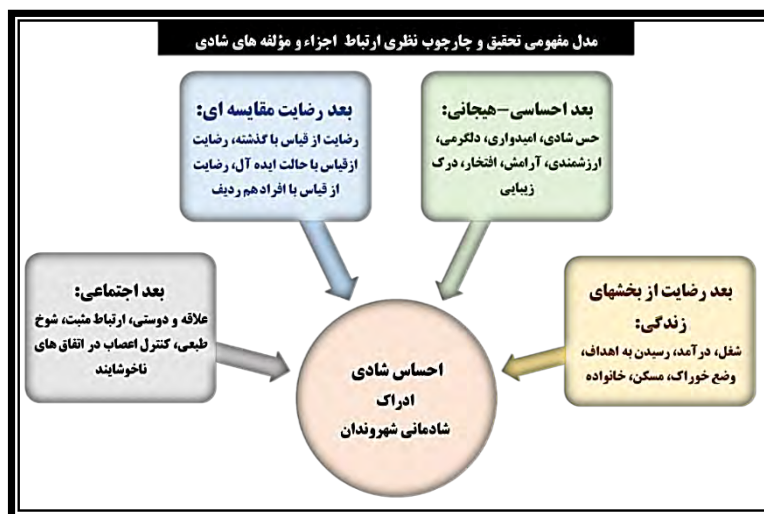 مدل مفهومی تحقیق و چارچوب نظری ارتباط اجزاء و مؤلفه های شادی
بعد احساسی-هیجانی:
حس شادی، امیدواری، دلگرمی،
ارزشمندی، آرامش، افتخار، درک
زیبایی
بعد رضایت مقایسه ای:
رضایت از قیاس با گذشته، رضایت
ازقیاس با حالت ایده آل، رضایت
از قیاس با افراد هم ردیف
بعد رضایت از بخشهای
زندگی:
شغل، درآمد، رسیدن به اهداف،
وضع خوراک، مسکن، خانواده
بعد اجتماعی:
علاقه و دوستی، ارتباط مثبت، شوخ
طبعی، کنترل اعصاب در اتفاق های
ناخوشایند
احساس شادی
ادراک
شادمانی شهروندان